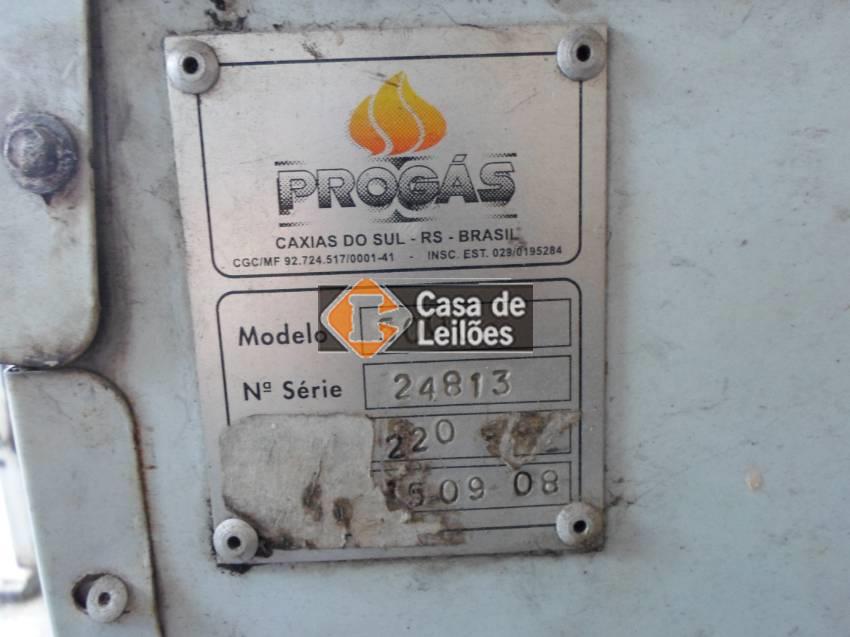 PROGÁS
CAXIAS DO SUL - RS - BRASIL
CGC/MF 92.724.517/0001-41 - INSC. EST. 029/0195284
Casa de
Leilões
Modelo
Nº Série 24813
220
15 09 08